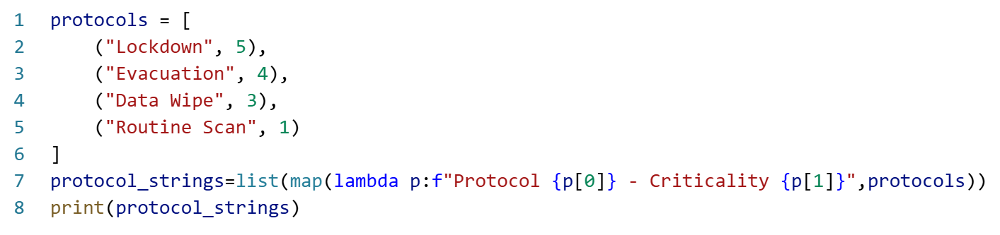 1 protocols = [
2     ("Lockdown", 5),
3     ("Evacuation", 4),
4     ("Data Wipe", 3),
5     ("Routine Scan", 1)
6 ]
7 protocol_strings=list(map(lambda p:f"Protocol {p[0]} - Criticality {p[1]}",protocols))
8 print(protocol_strings)